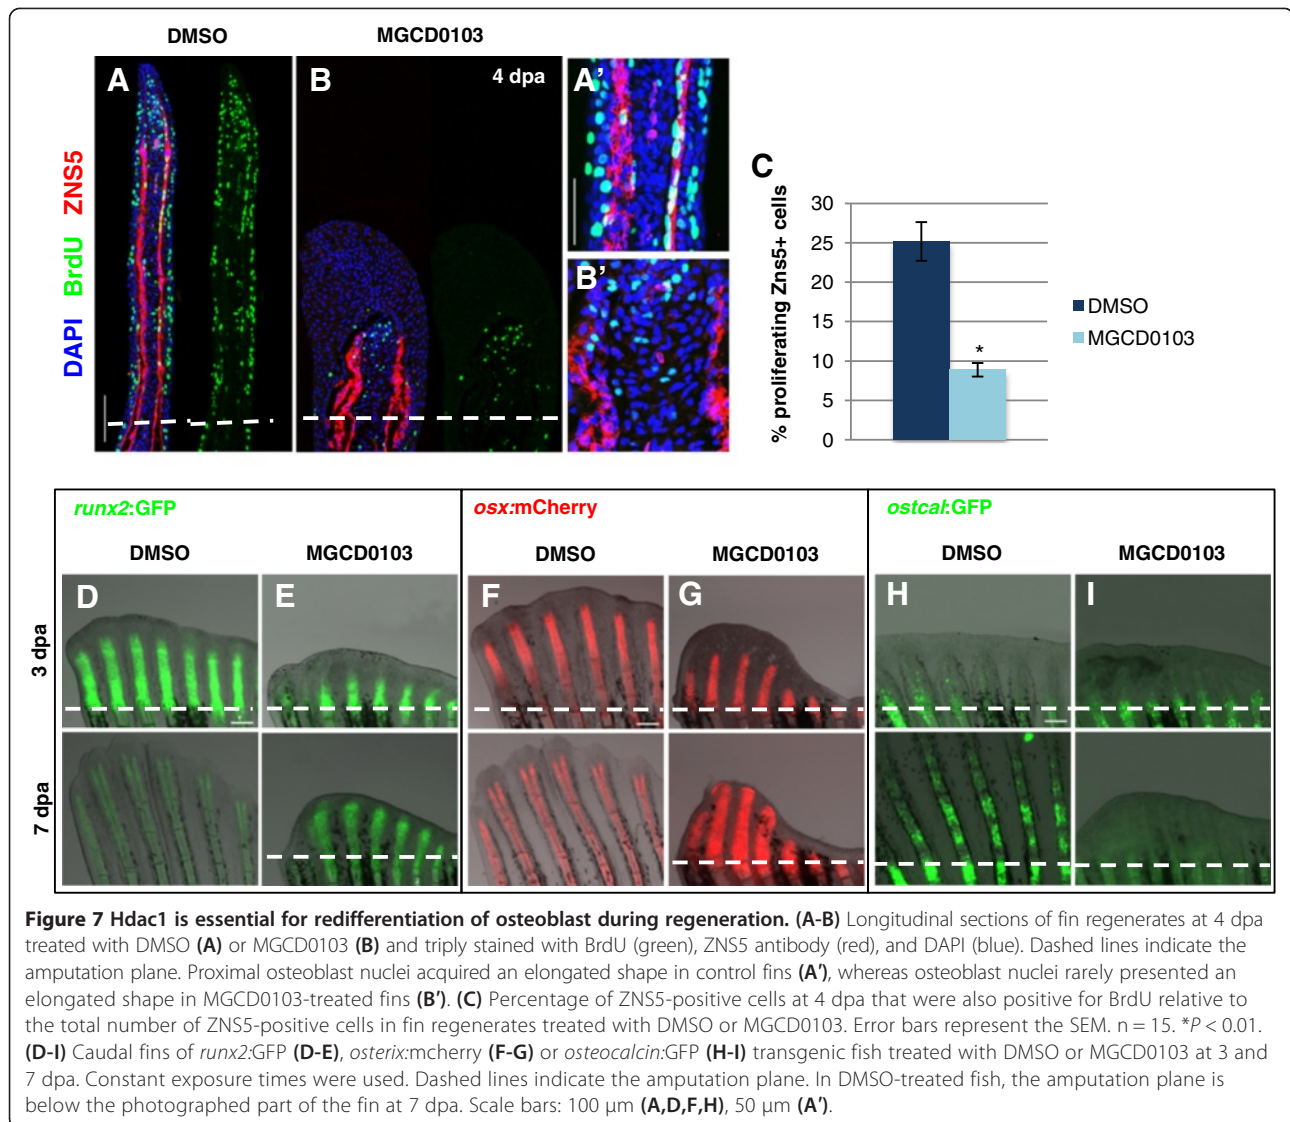 DMSO
MGCD0103
A
B
4 dpa
A’
B’
DAPI BrdU ZNS5
C
% proliferating Zns5+ cells
30
25
20
15
10
5
0
*
DMSO
MGCD0103
runx2:GFP
osx:mCherry
ostcal:GFP
DMSO
MGCD0103
DMSO
MGCD0103
DMSO
MGCD0103
3 dpa
D
E
F
G
H
I
7 dpa
Figure 7 Hdac1 is essential for redifferentiation of osteoblast during regeneration. (A-B) Longitudinal sections of fin regenerates at 4 dpa
treated with DMSO (A) or MGCD0103 (B) and triply stained with BrdU (green), ZNS5 antibody (red), and DAPI (blue). Dashed lines indicate the
amputation plane. Proximal osteoblast nuclei acquired an elongated shape in control fins (A’), whereas osteoblast nuclei rarely presented an
elongated shape in MGCD0103-treated fins (B’). (C) Percentage of ZNS5-positive cells at 4 dpa that were also positive for BrdU relative to
the total number of ZNS5-positive cells in fin regenerates treated with DMSO or MGCD0103. Error bars represent the SEM. n = 15. *P < 0.01.
(D-I) Caudal fins of runx2:GFP (D-E), osterix:mcherry (F-G) or osteocalcin:GFP (H-I) transgenic fish treated with DMSO or MGCD0103 at 3 and
7 dpa. Constant exposure times were used. Dashed lines indicate the amputation plane. In DMSO-treated fish, the amputation plane is
below the photographed part of the fin at 7 dpa. Scale bars: 100 μm (A,D,F,H), 50 μm (A’).